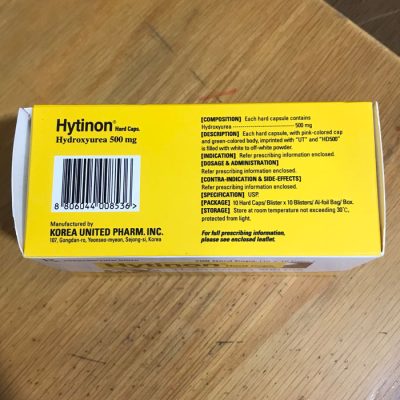 Hytinon® Hard Caps.
Hydroxyurea 500 mg
8 806044 008536>
Manufactured by
KOREA UNITED PHARM. INC.
107, Gongdan-ro, Yeonseo-myeon, Sejong-si, Korea
[COMPOSITION] Each hard capsule contains
Hydroxyurea ---------------------------- 500 mg
[DESCRIPTION] Each hard capsule, with pink-colored cap
and green-colored body, imprinted with "UT" and "HD500"
is filled with white to off-white powder.
[INDICATION] Refer prescribing information enclosed.
[DOSAGE & ADMINISTRATION]
Refer prescribing information enclosed.
[CONTRA-INDICATION & SIDE-EFFECTS]
Refer prescribing information enclosed.
[SPECIFICATION] USP.
[PACKAGE] 10 Hard Caps/ Blister x 10 Blisters/ Al-foil Bag/ Box.
[STORAGE] Store at room temperature not exceeding 30°C,
protected from light.
For full prescribing information,
please see enclosed leaflet.
Hytinon